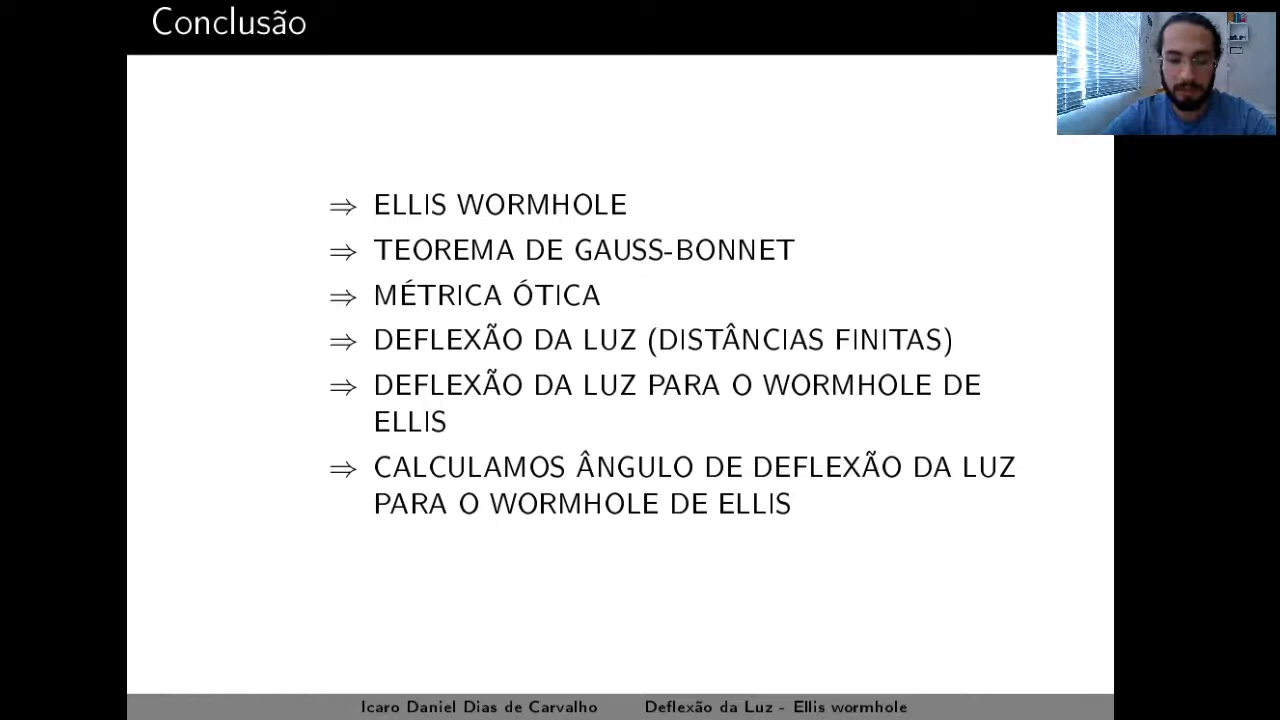 Conclusão
⇒ ELLIS WORMHOLE
⇒ TEOREMA DE GAUSS-BONNET
⇒ MÉTRICA ÓTICA
⇒ DEFLEXÃO DA LUZ (DISTÂNCIAS FINITAS)
⇒ DEFLEXÃO DA LUZ PARA O WORMHOLE DE
ELLIS
⇒ CALCULAMOS ÂNGULO DE DEFLEXÃO DA LUZ
PARA O WORMHOLE DE ELLIS
Icaro Daniel Dias de Carvalho Deflexão da Luz - Ellis wormhole